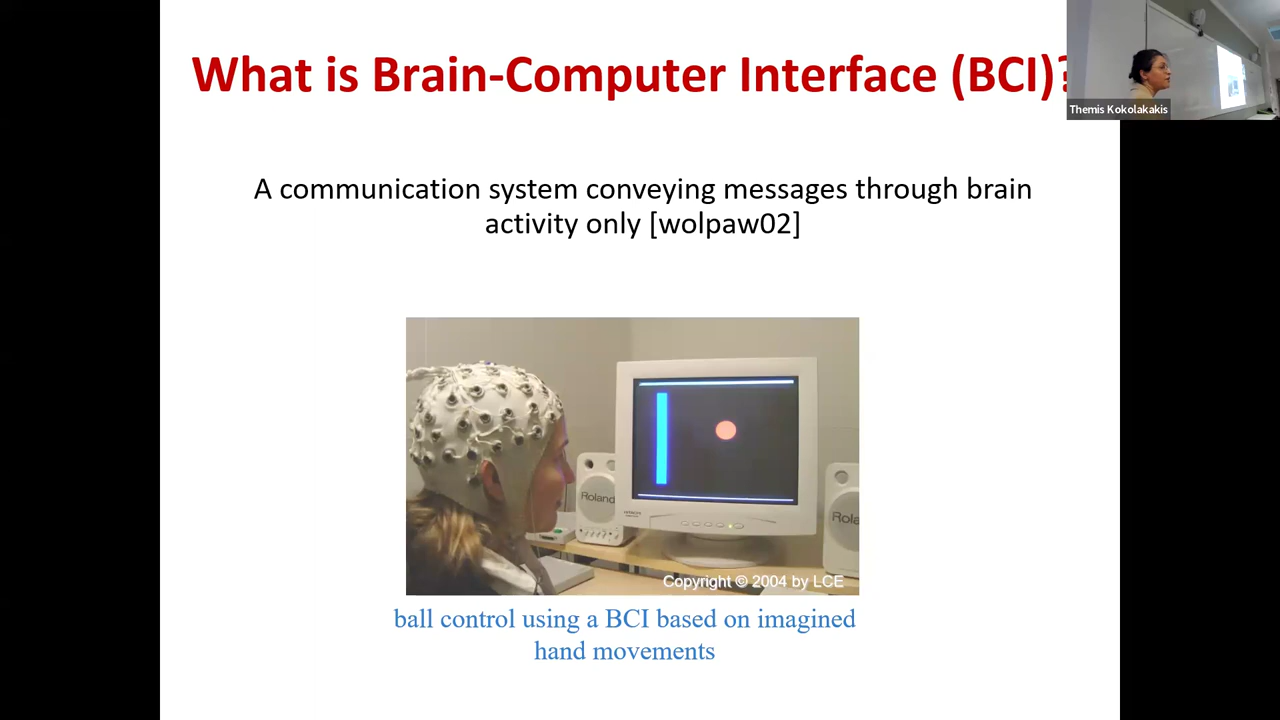 What is Brain-Computer Interface (BCI)?
Themis Kokolakakis
A communication system conveying messages through brain
activity only [wolpaw02]
Roland
Rola
Copyright © 2004 by LCE
ball control using a BCI based on imagined
hand movements